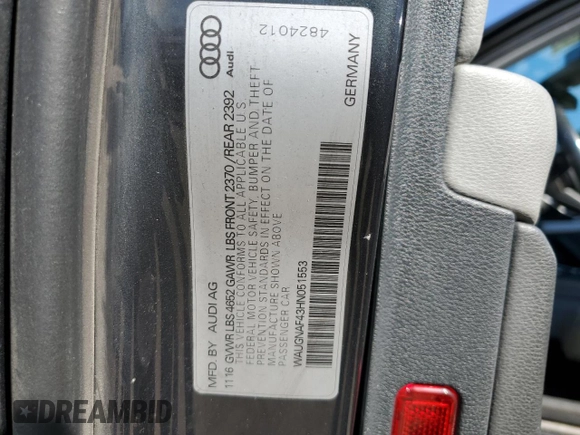 MFD. BY AUDI AG
1116 GVWR LBS 4652 GAWR LBS FRONT 2370 / REAR 2392
THIS VEHICLE CONFORMS TO ALL APPLICABLE U.S.
FEDERAL MOTOR VEHICLE SAFETY, BUMPER AND THEFT
PREVENTION STANDARDS IN EFFECT ON THE DATE OF
MANUFACTURE SHOWN ABOVE
PASSENGER CAR
WAUGNAF43HN051553
GERMANY
Audi
4824012
DREAMBID